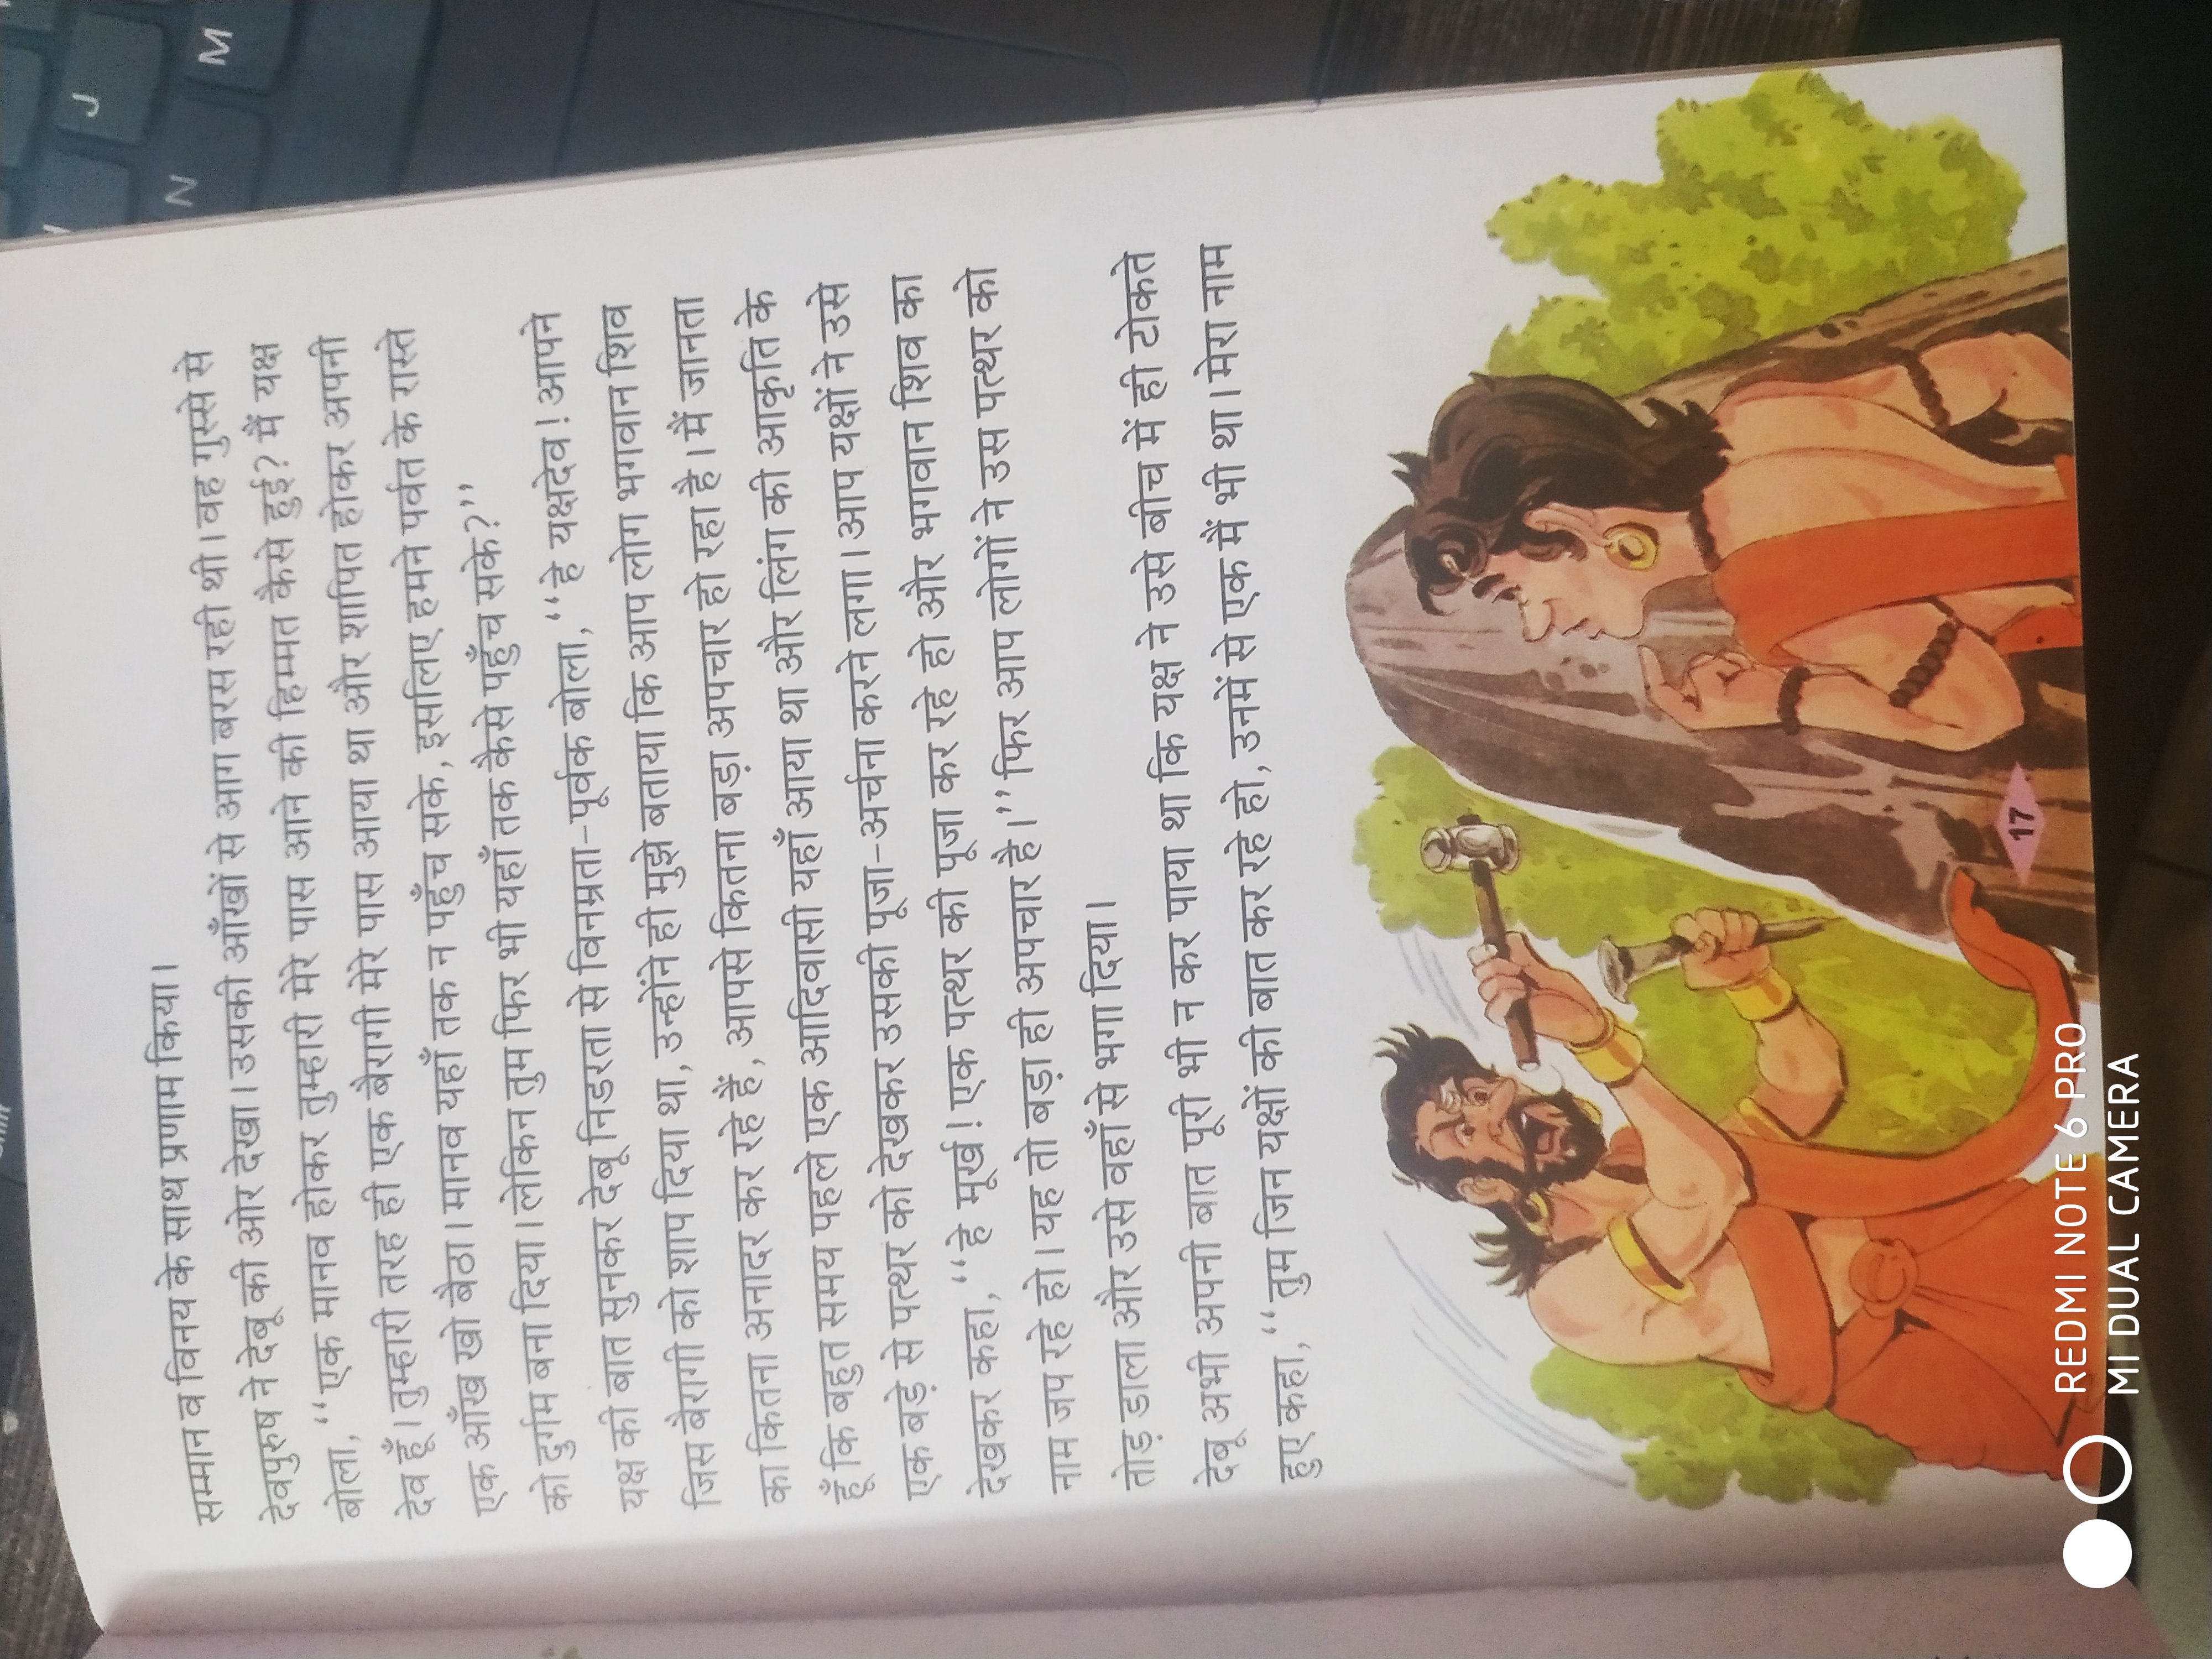 सम्मान व विनय के साथ प्रणाम किया।
देवपुरुष ने देबू की ओर देखा। उसकी आँखों से आग बरस रही थी। वह गुस्से से
बोला, ‘‘एक मानव होकर तुम्हारी मेरे पास आने की हिम्मत कैसे हुई? मैं यक्ष
देव हूँ। तुम्हारी तरह ही एक बैरागी मेरे पास आया था और शापित होकर अपनी
एक आँख खो बैठा। मानव यहाँ तक न पहुँच सके, इसलिए हमने पर्वत के रास्ते
को दुर्गम बना दिया। लेकिन तुम फिर भी यहाँ तक कैसे पहुँच सके?’’
यक्ष की बात सुनकर देबू निडरता से विनम्रता-पूर्वक बोला, ‘‘हे यक्षदेव! आपने
जिस बैरागी को शाप दिया था, उन्होंने ही मुझे बताया कि आप लोग भगवान शिव
का कितना अनादर कर रहे हैं, आपसे कितना बड़ा अपचार हो रहा है। मैं जानता
हूँ कि बहुत समय पहले एक आदिवासी यहाँ आया था और लिंग की आकृति के
एक बड़े से पत्थर को देखकर उसकी पूजा-अर्चना करने लगा। आप यक्षों ने उसे
देखकर कहा, ‘‘हे मूर्ख! एक पत्थर की पूजा कर रहे हो और भगवान शिव का
नाम जप रहे हो। यह तो बड़ा ही अपचार है।’’ फिर आप लोगों ने उस पत्थर को
तोड़ डाला और उसे वहाँ से भगा दिया।
देबू अभी अपनी बात पूरी भी न कर पाया था कि यक्ष ने उसे बीच में ही टोकते
हुए कहा, ‘‘तुम जिन यक्षों की बात कर रहे हो, उनमें से एक मैं भी था। मेरा नाम
17
J
N
M
REDMI NOTE 6 PRO
MI DUAL CAMERA